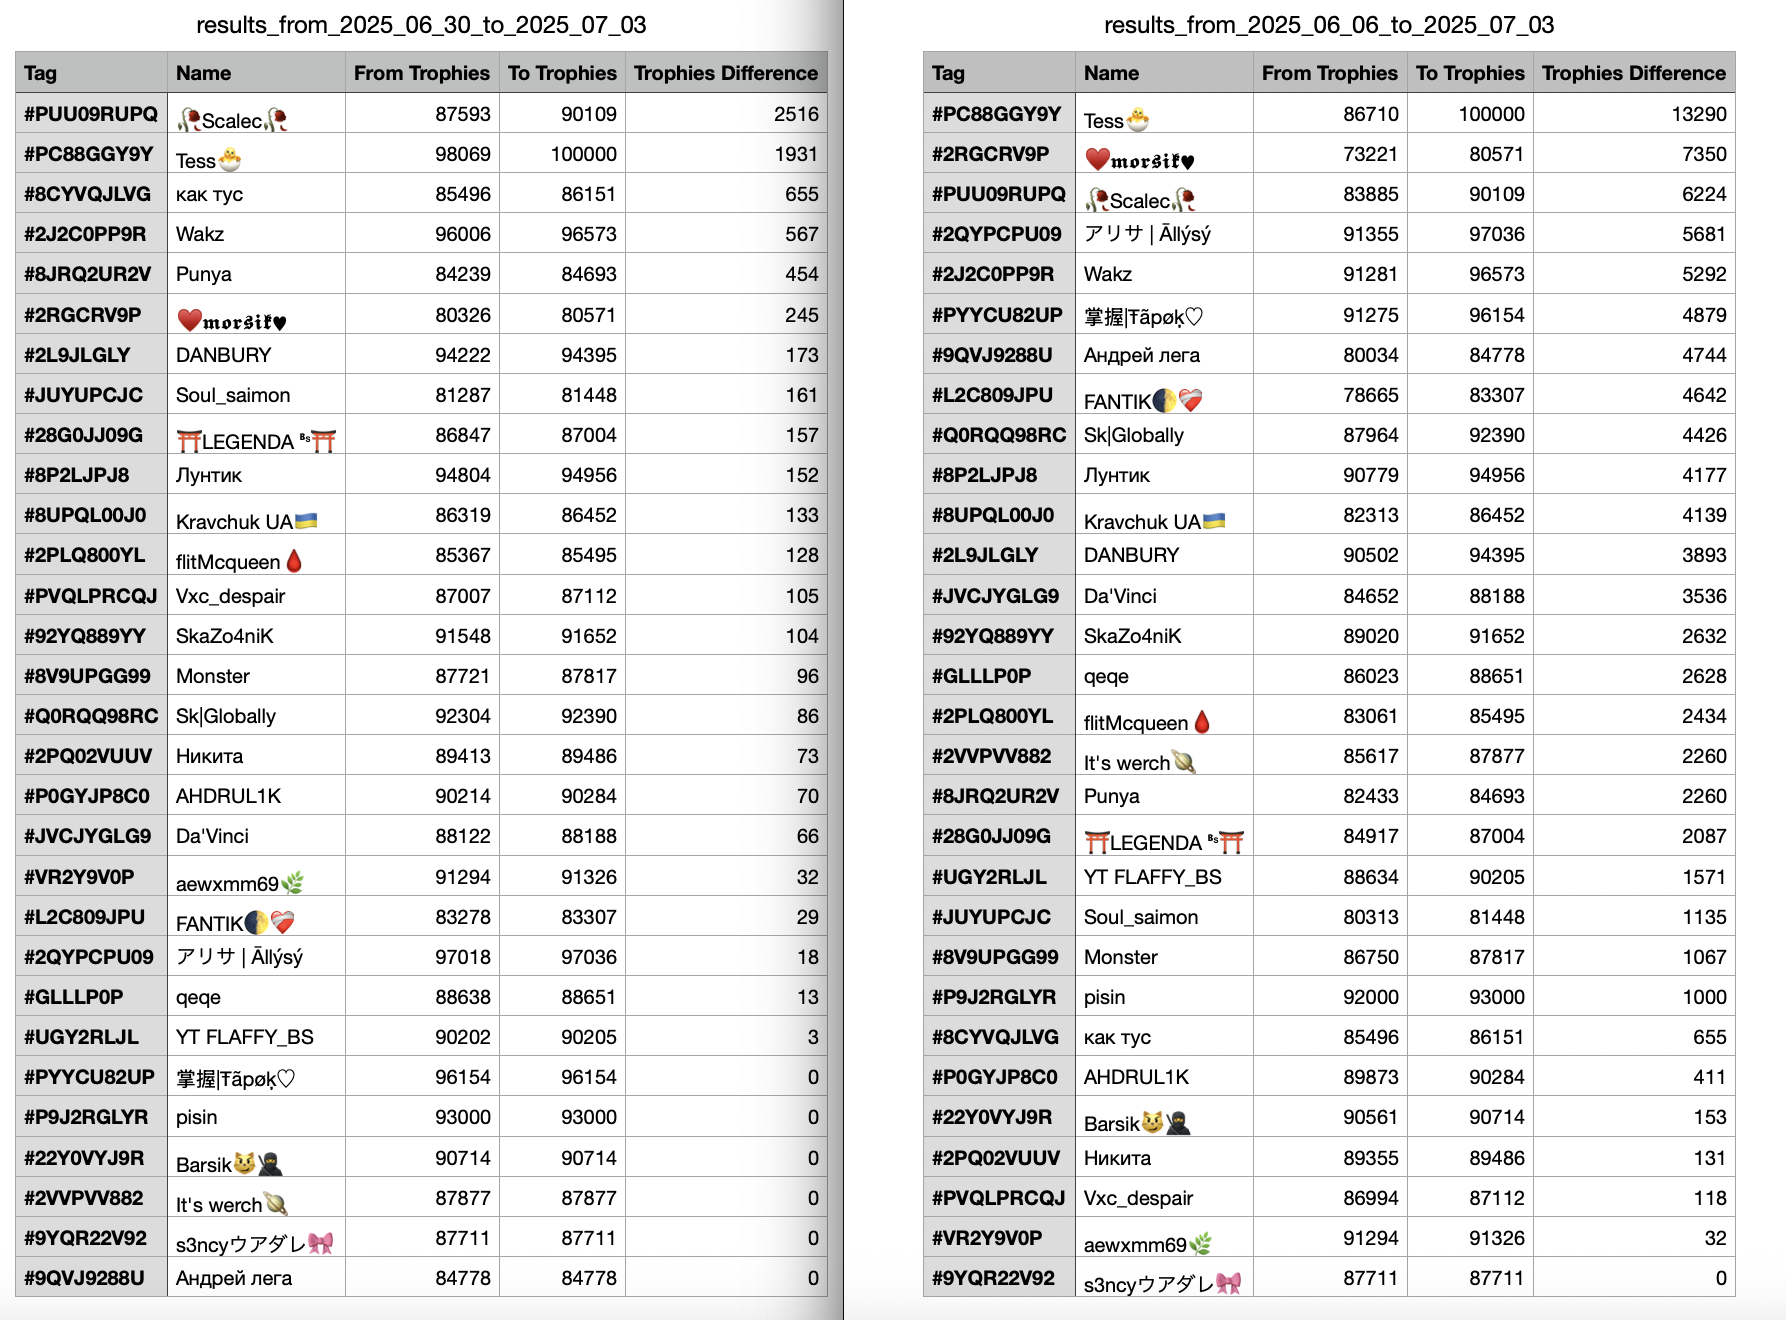 results_from_2025_06_30_to_2025_07_03
Tag Name From Trophies To Trophies Trophies Difference
#PUU09RUPQ 🥀Scalec🥀 87593 90109 2516
#PC88GGY9Y Tess🐣 98069 100000 1931
#8CYVQJLVG как тус 85496 86151 655
#2J2C0PP9R Wakz 96006 96573 567
#8JRQ2UR2V Punya 84239 84693 454
#2RGCRV9P ❤️𝖒𝖔𝖗𝖘𝖎𝖐♥ 80326 80571 245
#2L9JLGLY DANBURY 94222 94395 173
#JUYUPCJC Soul_saimon 81287 81448 161
#28G0JJ09G ⛩️LEGENDA ᴮˢ⛩️ 86847 87004 157
#8P2LJPJ8 Лунтик 94804 94956 152
#8UPQL00J0 Kravchuk UA🇺🇦 86319 86452 133
#2PLQ800YL flitMcqueen🩸 85367 85495 128
#PVQLPRCQJ Vxc_despair 87007 87112 105
#92YQ889YY SkaZo4niK 91548 91652 104
#8V9UPGG99 Monster 87721 87817 96
#Q0RQQ98RC Sk|Globally 92304 92390 86
#2PQ02VUUV Никита 89413 89486 73
#P0GYJP8C0 AHDRUL1K 90214 90284 70
#JVCJYGLG9 Da'Vinci 88122 88188 66
#VR2Y9V0P aewxmm69🌿 91294 91326 32
#L2C809JPU FANTIK🌓❤️‍🩹 83278 83307 29
#2QYPCPU09 アリサ | Āllýsý 97018 97036 18
#GLLLP0P qeqe 88638 88651 13
#UGY2RLJL YT FLAFFY_BS 90202 90205 3
#PYYCU82UP 掌握|Ŧãpøķ♡ 96154 96154 0
#P9J2RGLYR pisin 93000 93000 0
#22Y0VYJ9R Barsik😼🥷 90714 90714 0
#2VVPVV882 It's werch🪐 87877 87877 0
#9YQR22V92 s3ncyウアダレ🎀 87711 87711 0
#9QVJ9288U Андрей лега 84778 84778 0
results_from_2025_06_06_to_2025_07_03
Tag Name From Trophies To Trophies Trophies Difference
#PC88GGY9Y Tess🐣 86710 100000 13290
#2RGCRV9P ❤️𝖒𝖔𝖗𝖘𝖎𝖐♥ 73221 80571 7350
#PUU09RUPQ 🥀Scalec🥀 83885 90109 6224
#2QYPCPU09 アリサ | Āllýsý 91355 97036 5681
#2J2C0PP9R Wakz 91281 96573 5292
#PYYCU82UP 掌握|Ŧãpøķ♡ 91275 96154 4879
#9QVJ9288U Андрей лега 80034 84778 4744
#L2C809JPU FANTIK🌓❤️‍🩹 78665 83307 4642
#Q0RQQ98RC Sk|Globally 87964 92390 4426
#8P2LJPJ8 Лунтик 90779 94956 4177
#8UPQL00J0 Kravchuk UA🇺🇦 82313 86452 4139
#2L9JLGLY DANBURY 90502 94395 3893
#JVCJYGLG9 Da'Vinci 84652 88188 3536
#92YQ889YY SkaZo4niK 89020 91652 2632
#GLLLP0P qeqe 86023 88651 2628
#2PLQ800YL flitMcqueen🩸 83061 85495 2434
#2VVPVV882 It's werch🪐 85617 87877 2260
#8JRQ2UR2V Punya 82433 84693 2260
#28G0JJ09G ⛩️LEGENDA ᴮˢ⛩️ 84917 87004 2087
#UGY2RLJL YT FLAFFY_BS 88634 90205 1571
#JUYUPCJC Soul_saimon 80313 81448 1135
#8V9UPGG99 Monster 86750 87817 1067
#P9J2RGLYR pisin 92000 93000 1000
#8CYVQJLVG как тус 85496 86151 655
#P0GYJP8C0 AHDRUL1K 89873 90284 411
#22Y0VYJ9R Barsik😼🥷 90561 90714 153
#2PQ02VUUV Никита 89355 89486 131
#PVQLPRCQJ Vxc_despair 86994 87112 118
#VR2Y9V0P aewxmm69🌿 91294 91326 32
#9YQR22V92 s3ncyウアダレ🎀 87711 87711 0